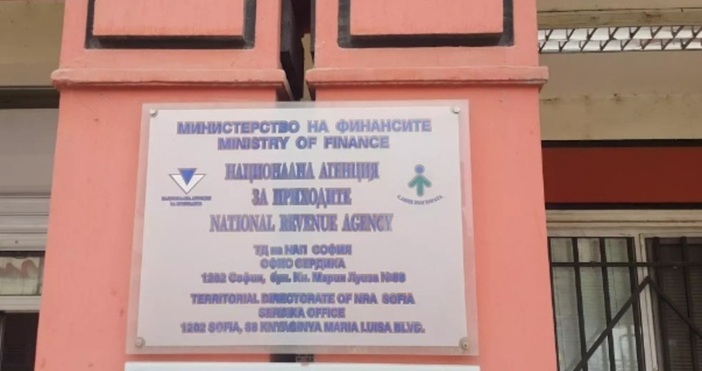 МИНИСТЕРСТВО НА ФИНАНСИТЕ
MINISTRY OF FINANCE
НАЦИОНАЛНА АГЕНЦИЯ
ЗА ПРИХОДИТЕ
NATIONAL REVENUE AGENCY
ТД на НАП СОФИЯ
ОФИС СЕРДИКА
1202 София, бул. Кн. Мария Луиза №88
TERRITORIAL DIRECTORATE OF NRA SOFIA
SERDIKA OFFICE
1202 SOFIA, 88 KNYAGINYA MARIA LUISA BLVD.